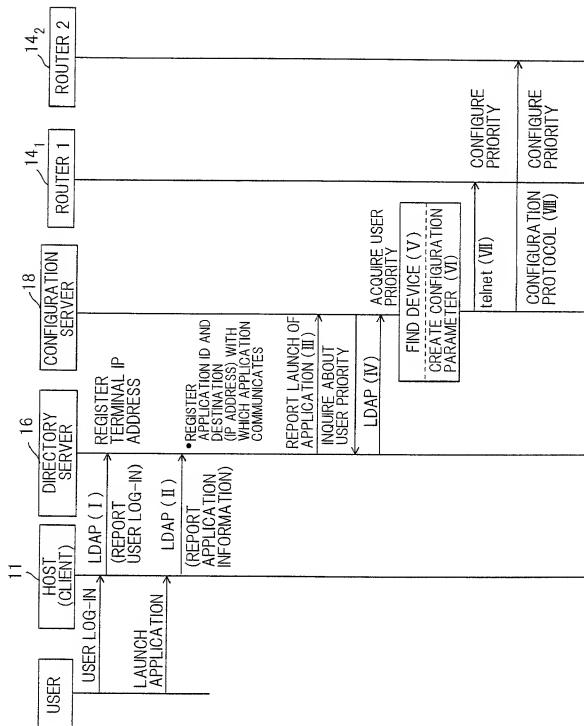 USER
11
HOST
(CLIENT)
16
DIRECTORY
SERVER
18
CONFIGURATION
SERVER
14₁
ROUTER 1
14₂
ROUTER 2
USER LOG-IN
LDAP (I)
(REPORT
USER LOG-IN)
REGISTER
TERMINAL IP
ADDRESS
LAUNCH
APPLICATION
LDAP (II)
(REPORT
APPLICATION
INFORMATION)
•REGISTER
APPLICATION ID AND
DESTINATION
(IP ADDRESS) WITH
WHICH APPLICATION
COMMUNICATES
REPORT LAUNCH OF
APPLICATION (III)
INQUIRE ABOUT
USER PRIORITY
LDAP (IV)
ACQUIRE USER
PRIORITY
FIND DEVICE (V)
CREATE CONFIGURATION
PARAMETER (VI)
telnet (VII)
CONFIGURE
PRIORITY
CONFIGURATION
PROTOCOL (VIII)
CONFIGURE
PRIORITY